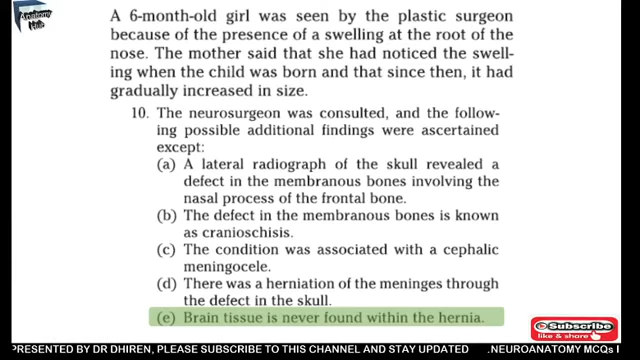 Anatomy
Hub
A 6-month-old girl was seen by the plastic surgeon
because of the presence of a swelling at the root of the
nose. The mother said that she had noticed the swell-
ing when the child was born and that since then, it had
gradually increased in size.
10. The neurosurgeon was consulted, and the follow-
ing possible additional findings were ascertained
except:
(a) A lateral radiograph of the skull revealed a
defect in the membranous bones involving the
nasal process of the frontal bone.
(b) The defect in the membranous bones is known
as cranioschisis.
(c) The condition was associated with a cephalic
meningocele.
(d) There was a herniation of the meninges through
the defect in the skull.
(e) Brain tissue is never found within the hernia.
Subscribe
like & share
PRESENTED BY DR DHIREN, PLEASE SUBSCRIBE TO THIS CHANNEL AND STAY UPDATED .NEUROANATOMY MCQs I